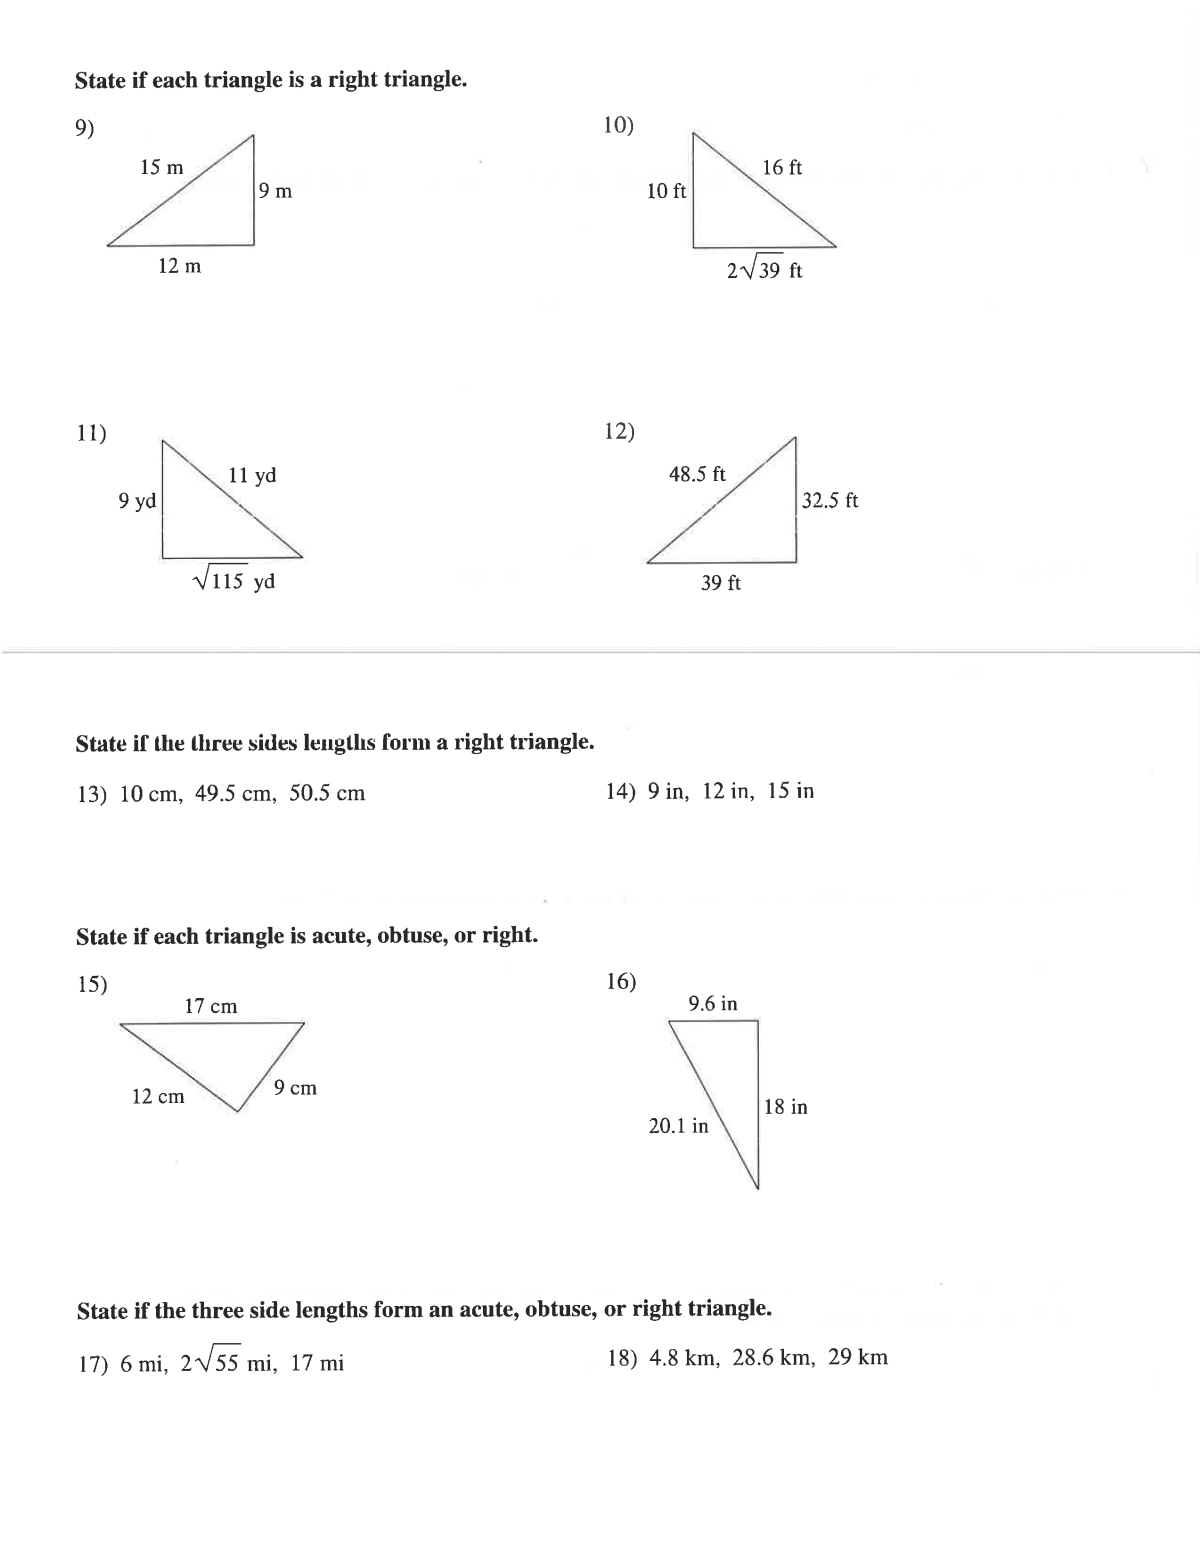 State if each triangle is a right triangle.
9)
15 m
9 m
12 m
10)
16 ft
10 ft
2√39 ft
11)
11 yd
9 yd
√115 yd
12)
48.5 ft
32.5 ft
39 ft
State if the three sides lengths form a right triangle.
13) 10 cm, 49.5 cm, 50.5 cm
14) 9 in, 12 in, 15 in
State if each triangle is acute, obtuse, or right.
15)
17 cm
12 cm
9 cm
16)
9.6 in
18 in
20.1 in
State if the three side lengths form an acute, obtuse, or right triangle.
17) 6 mi, 2√55 mi, 17 mi
18) 4.8 km, 28.6 km, 29 km